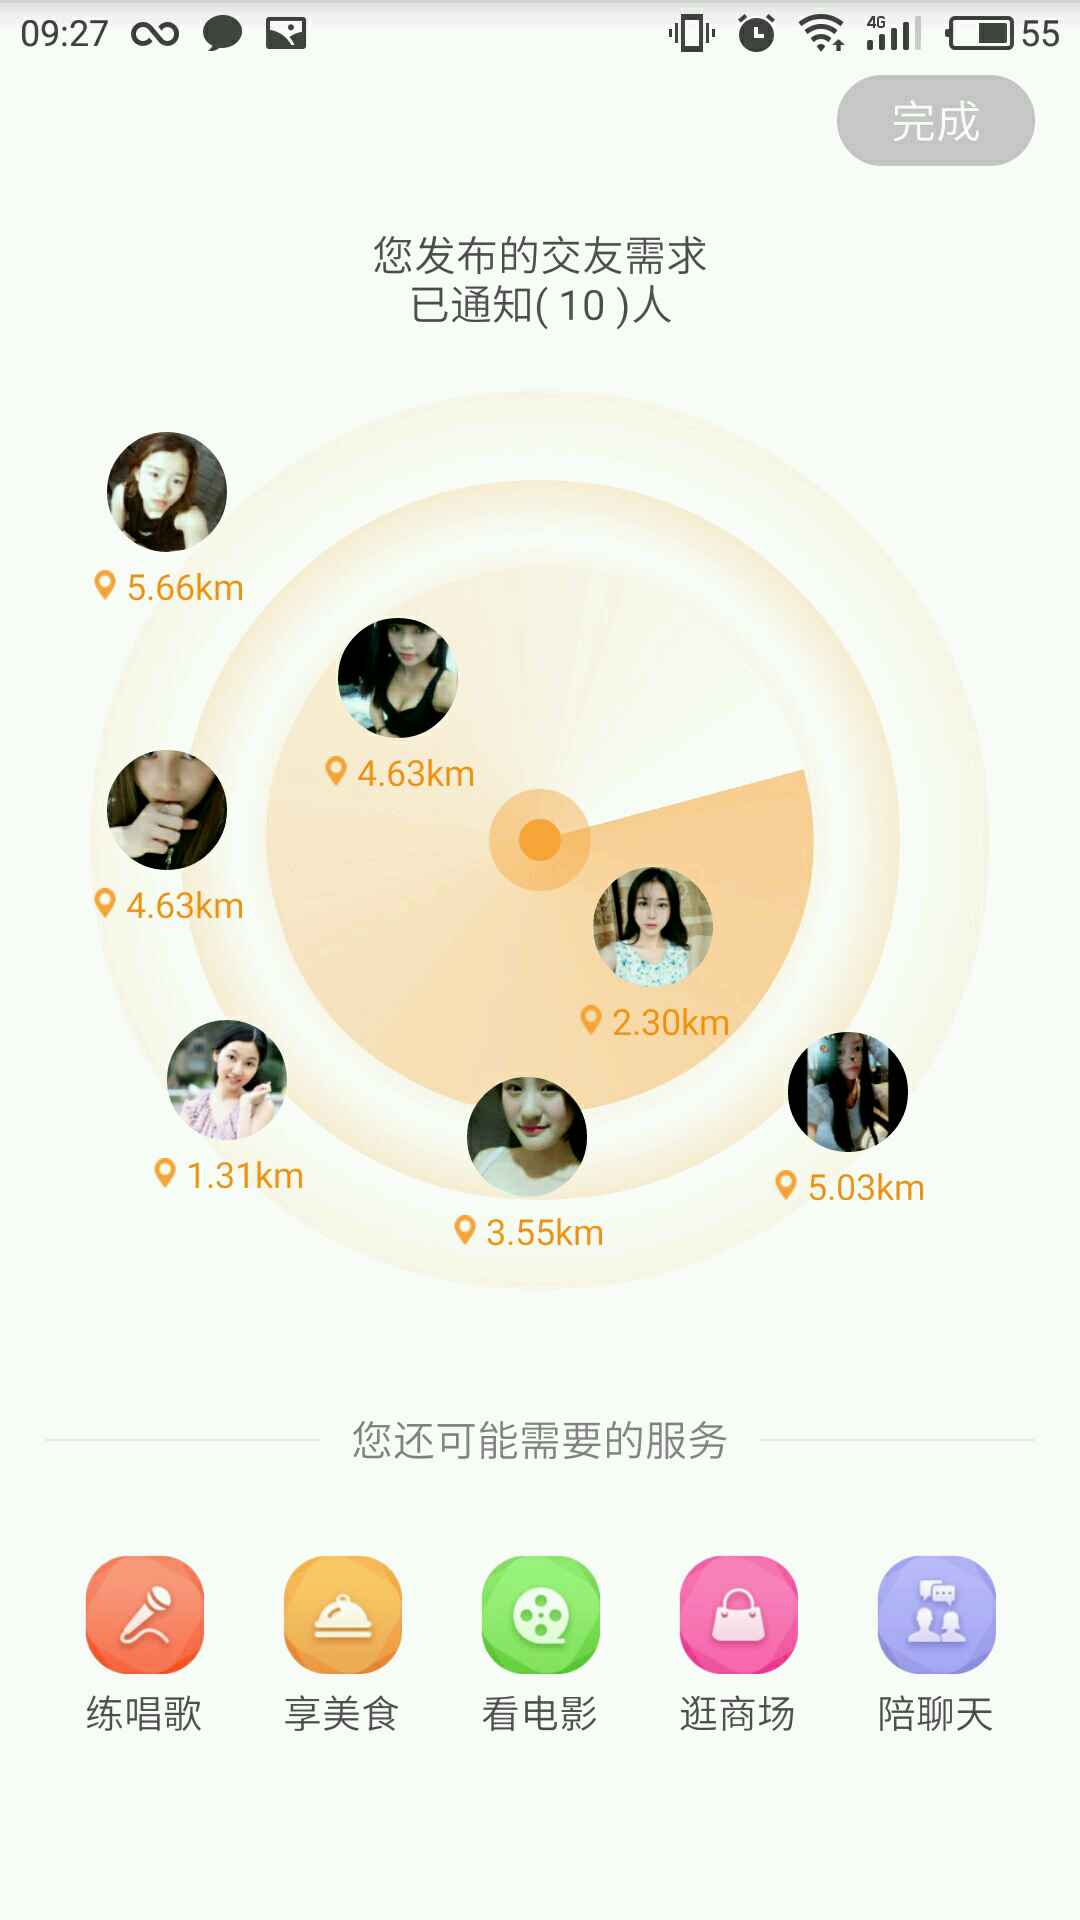 09:27
4G
55
完成
您发布的交友需求
已通知( 10 )人
5.66km
4.63km
4.63km
2.30km
1.31km
5.03km
3.55km
您还可能需要的服务
练唱歌
享美食
看电影
逛商场
陪聊天